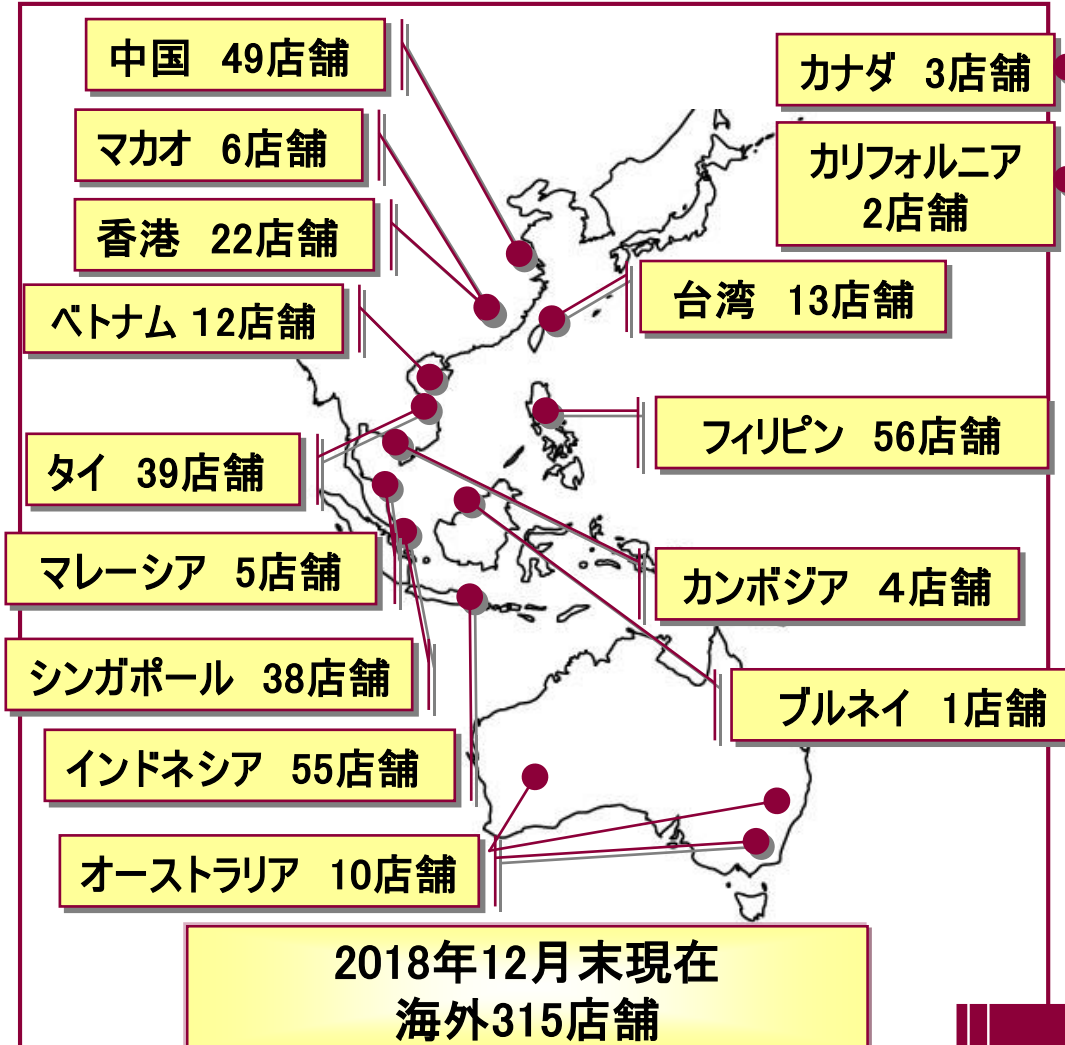 中国 49店舗
マカオ 6店舗
香港 22店舗
ベトナム 12店舗
タイ 39店舗
マレーシア 5店舗
シンガポール 38店舗
インドネシア 55店舗
オーストラリア 10店舗
カナダ 3店舗
カリフォルニア
2店舗
台湾 13店舗
フィリピン 56店舗
カンボジア ４店舗
ブルネイ 1店舗
2018年12月末現在
海外315店舗